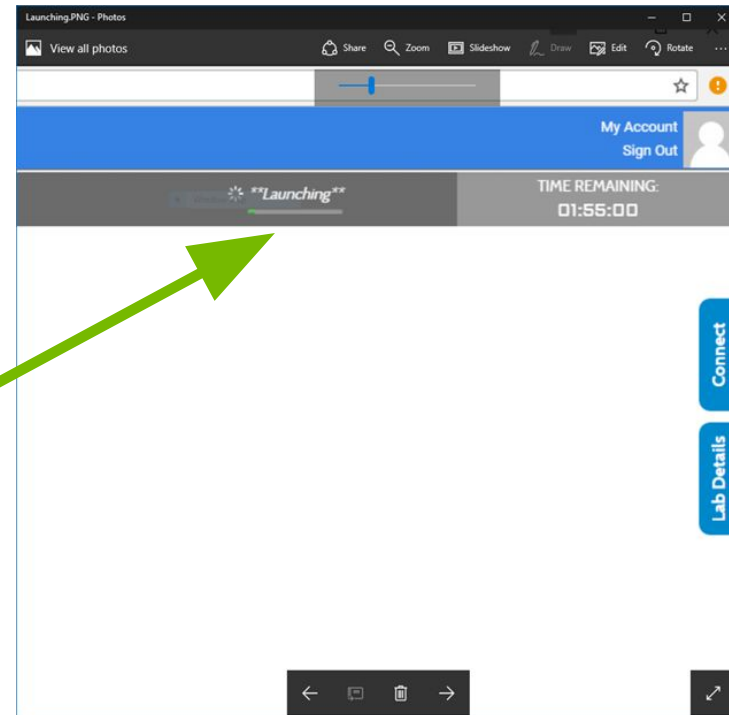 Launching.PNG - Photos
View all photos
Share
Zoom
Slideshow
Draw
Edit
Rotate
My Account
Sign Out
**Launching**
TIME REMAINING:
01:55:00
Connect
Lab Details